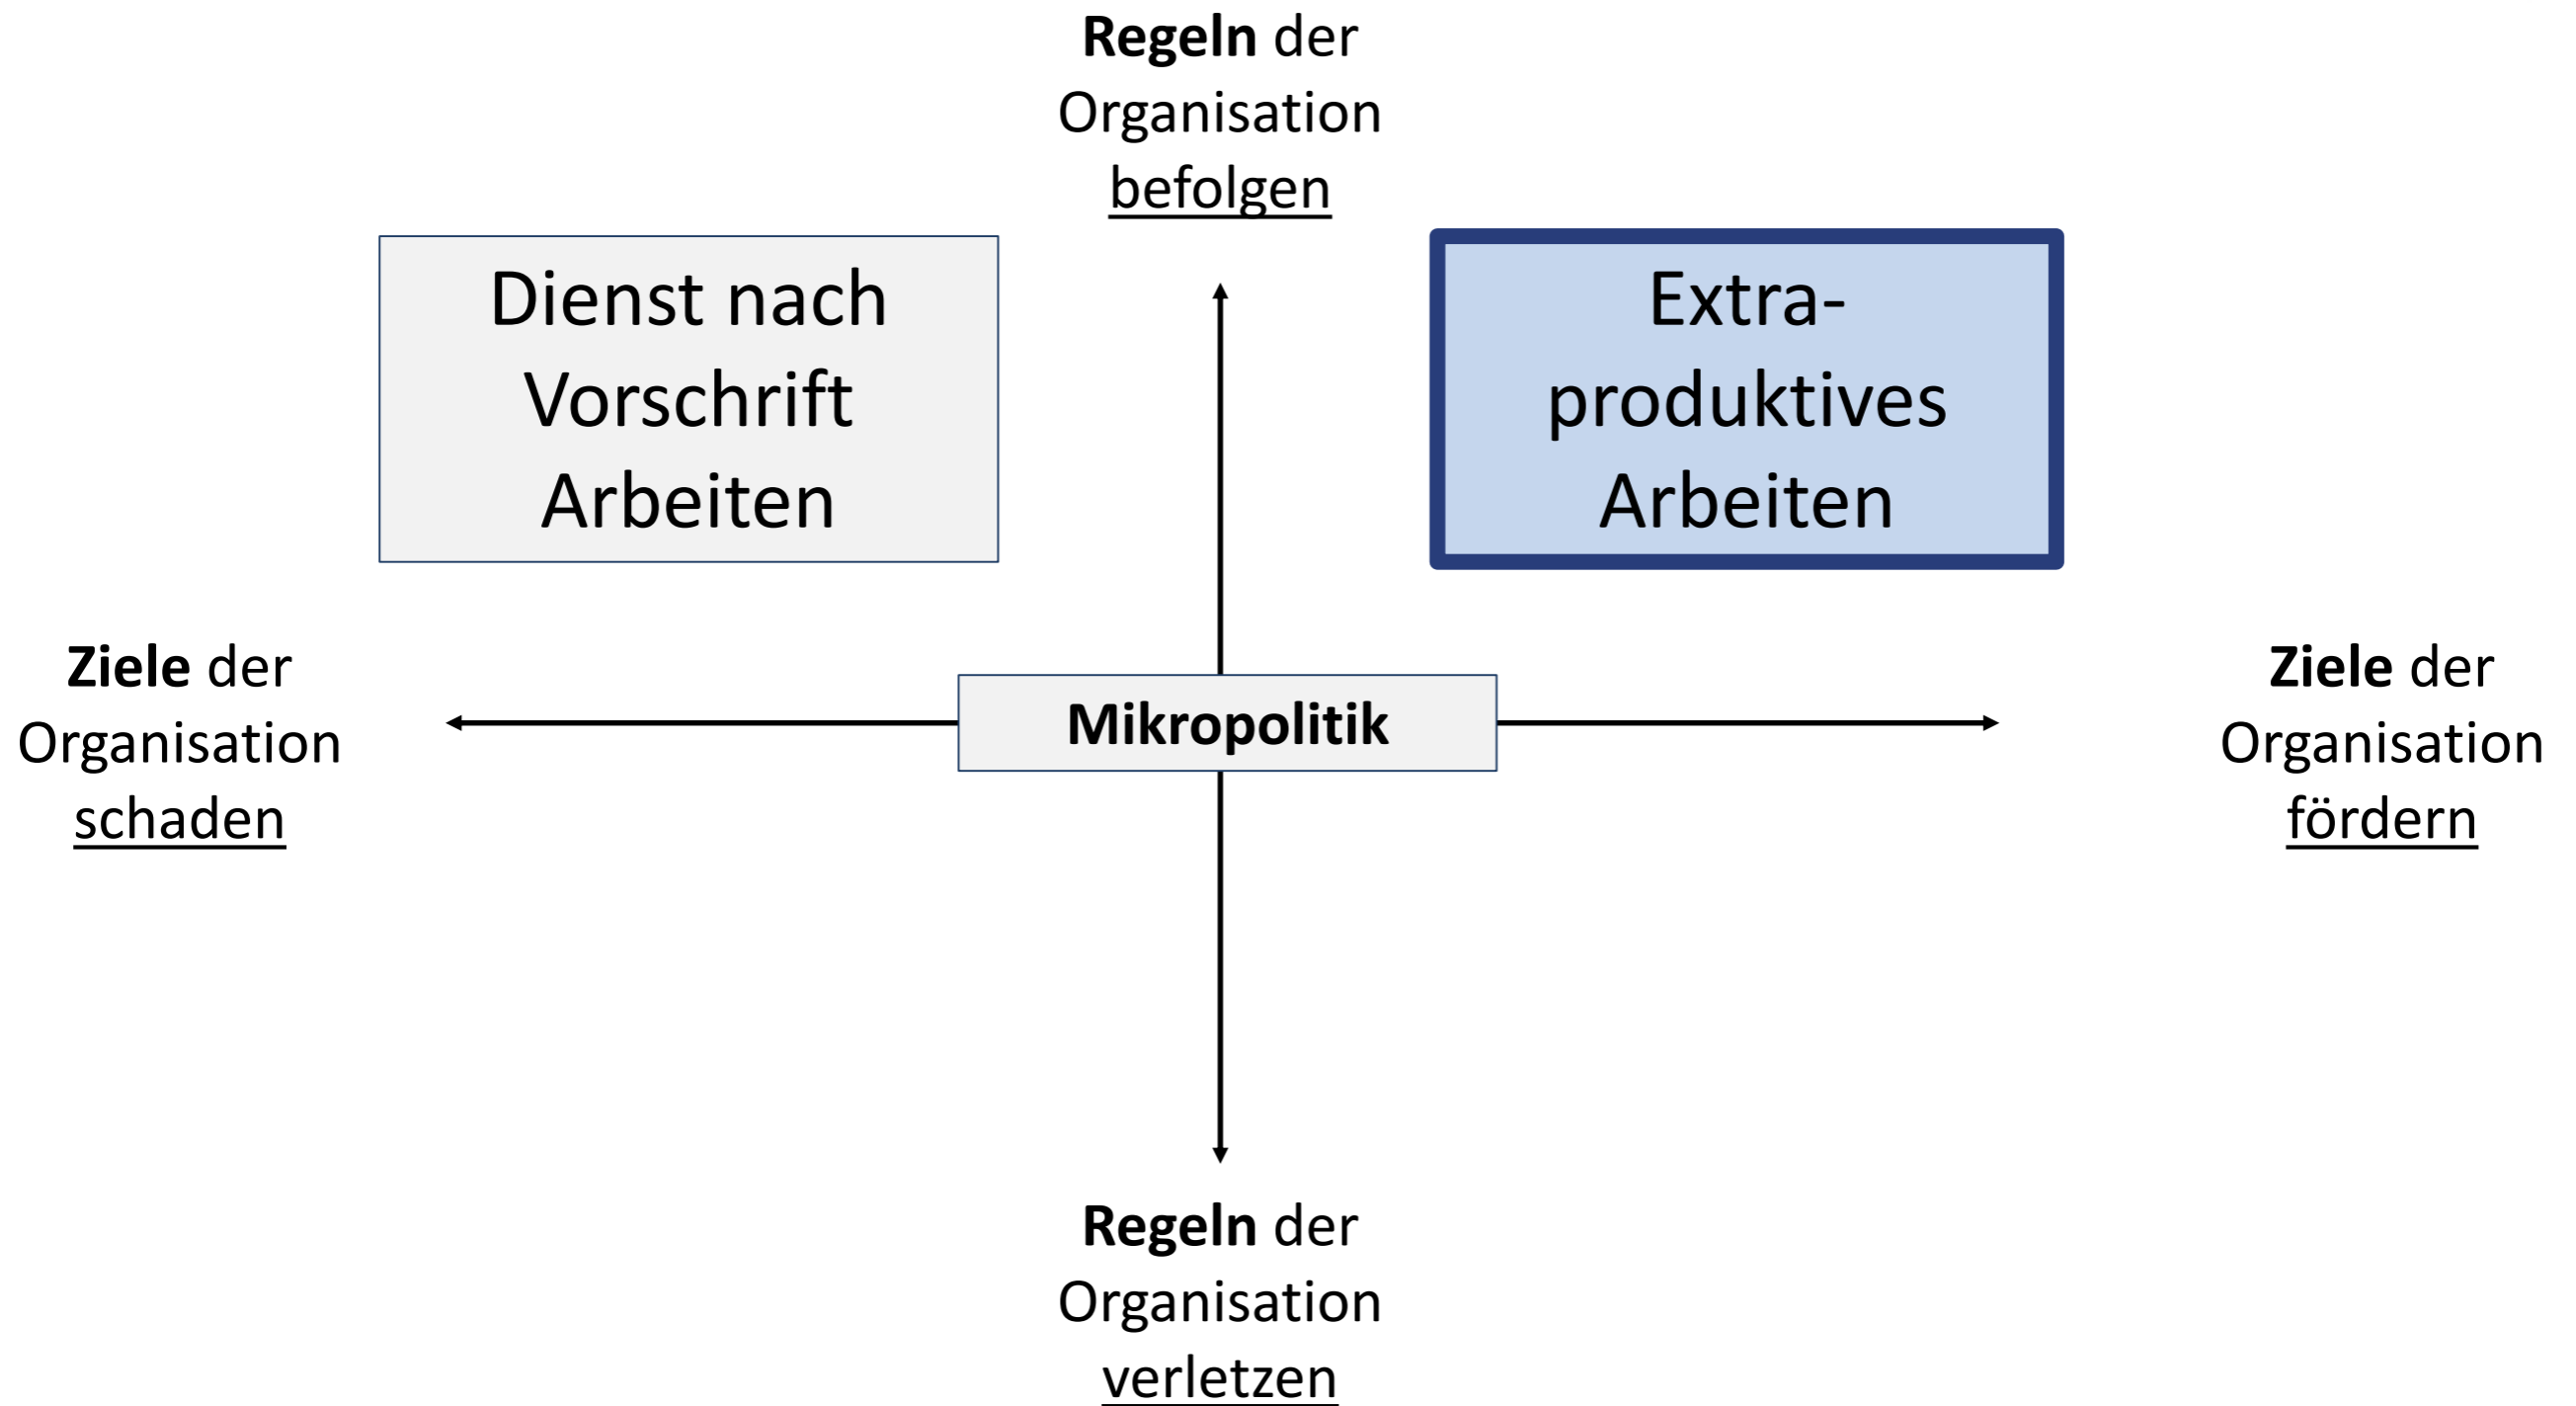 Regeln der
Organisation
befolgen
Dienst nach
Vorschrift
Arbeiten
Extra-
produktives
Arbeiten
Ziele der
Organisation
schaden
Mikropolitik
Ziele der
Organisation
fördern
Regeln der
Organisation
verletzen